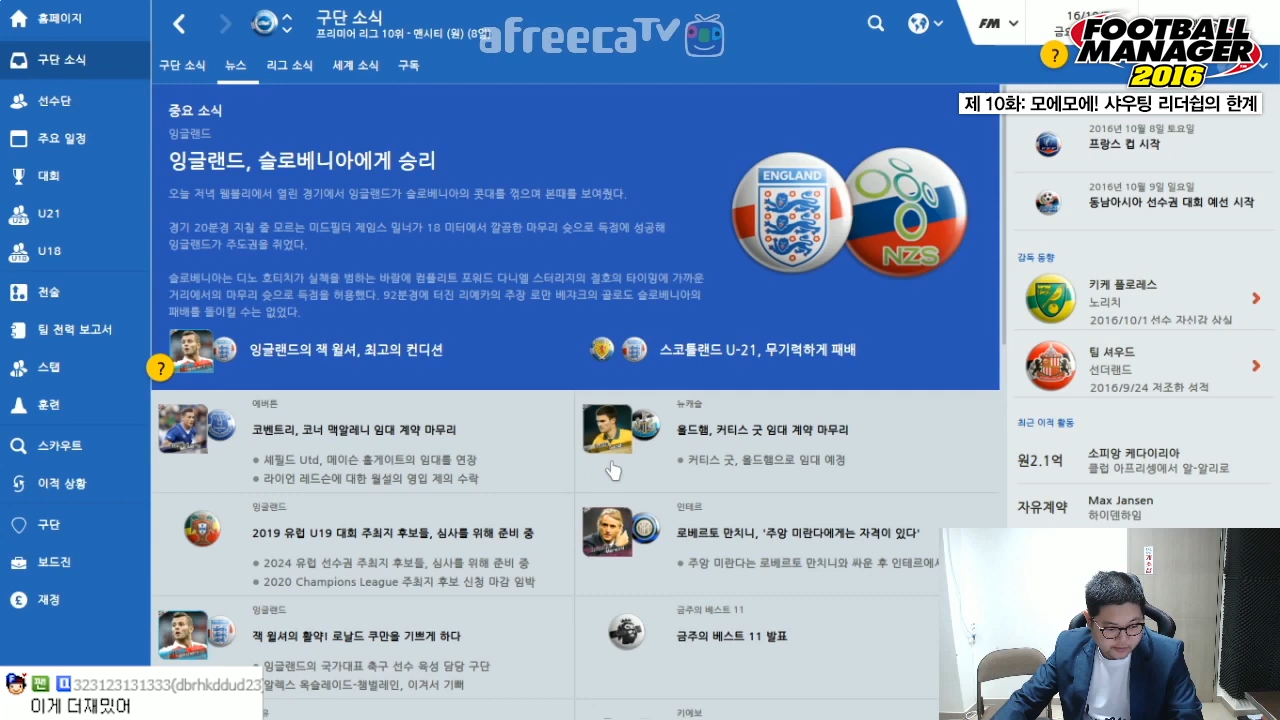 홈페이지
구단 소식
선수단
주요 일정
대회
U21
U18
전술
팀 전력 보고서
스탭
훈련
스카우트
이적 상황
구단
보드진
재정
구단 소식
프리미어 리그 10위 - 맨시티 (원) (8일)
afreecaTV
FM
16/10/
FOOTBALL
MANAGER
2016
제 10화: 모에모에! 샤우팅 리더쉽의 한계
구단 소식
뉴스
리그 소식
세계 소식
구독
중요 소식
잉글랜드
잉글랜드, 슬로베니아에게 승리
오늘 저녁 웸블리에서 열린 경기에서 잉글랜드가 슬로베니아의 콧대를 꺾으며 본때를 보여줬다.
경기 20분경 지칠 줄 모르는 미드필더 제임스 밀너가 18 미터에서 깔끔한 마무리 슛으로 득점에 성공해
잉글랜드가 주도권을 쥐었다.
슬로베니아는 디노 호티치가 실책을 범하는 바람에 컴플리트 포워드 다니엘 스터리지의 절호의 타이밍에 가까운
거리에서의 마무리 슛으로 득점을 허용했다. 92분경에 터진 리예카의 주장 로만 베쟈크의 골로도 슬로베니아의
패배를 돌이킬 수는 없었다.
ENGLAND
NZS
잉글랜드의 잭 윌셔, 최고의 컨디션
스코틀랜드 U-21, 무기력하게 패배
에버튼
코벤트리, 코너 맥알레니 임대 계약 마무리
셰필드 Utd, 메이슨 홀게이트의 임대를 연장
라이언 레드슨에 대한 월설의 영입 제의 수락
뉴캐슬
올드햄, 커티스 굿 임대 계약 마무리
커티스 굿, 올드햄으로 임대 예정
잉글랜드
2019 유럽 U19 대회 주최지 후보들, 심사를 위해 준비 중
2024 유럽 선수권 주최지 후보들, 심사를 위해 준비 중
2020 Champions League 주최지 후보 신청 마감 임박
인테르
로베르토 만치니, '주앙 미란다에게는 자격이 있다'
주앙 미란다는 로베르토 만치니와 싸운 후 인테르에서
잉글랜드
잭 윌셔의 활약! 로날드 쿠만을 기쁘게 하다
잉글랜드의 국가대표 축구 선수 육성 담당 구단
알렉스 옥슬레이드-챔벌레인, 이겨서 기뻐
금주의 베스트 11
금주의 베스트 11 발표
키에보
2016년 10월 8일 토요일
프랑스 컵 시작
2016년 10월 9일 일요일
동남아시아 선수권 대회 예선 시작
감독 동향
키케 플로레스
노리치
2016/10/1 선수 자신감 상실
팀 셔우드
선더랜드
2016/9/24 저조한 성적
최근 이적 활동
원2.1억
소피앙 케다이리아
클럽 아프리셍에서 알-알리로
자유계약
Max Jansen
하이덴하임
323123131333(dbrhkddud23)
이게 더재밌어